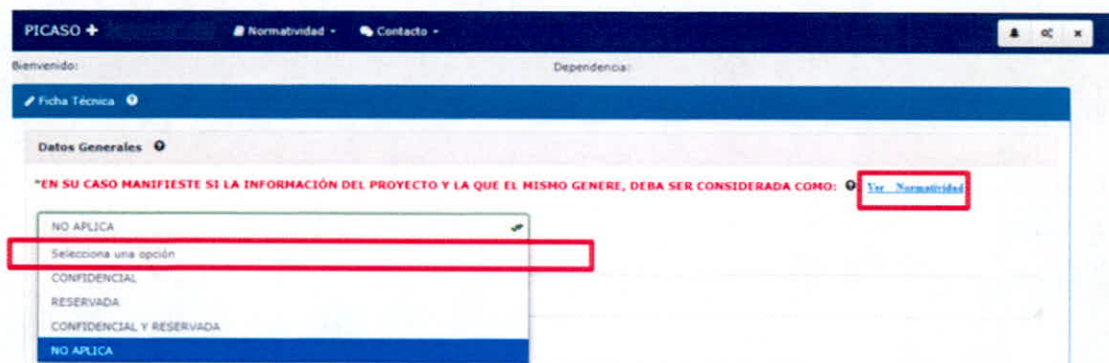 PICASO + Normatividad Contacto
Bienvenido: Dependencia:
Ficha Técnica
Datos Generales
*EN SU CASO MANIFIESTE SI LA INFORMACIÓN DEL PROYECTO Y LA QUE EL MISMO GENERE, DEBA SER CONSIDERADA COMO: Ver Normatividad
NO APLICA
Selecciona una opción
CONFIDENCIAL
RESERVADA
CONFIDENCIAL Y RESERVADA
NO APLICA